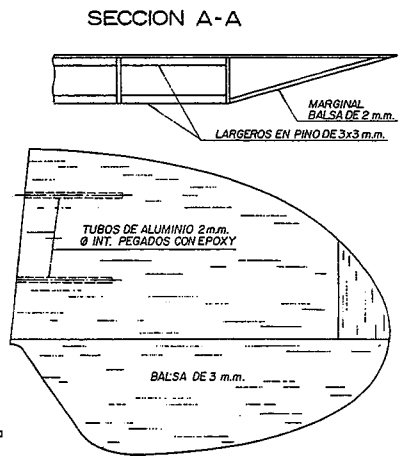 SECCION A-A
MARGINAL
BALSA DE 2 m.m.
LARGEROS EN PINO DE 3x3 m.m.
TUBOS DE ALUMINIO 2 m.m.
Ø INT. PEGADOS CON EPOXY
BALSA DE 3 m.m.